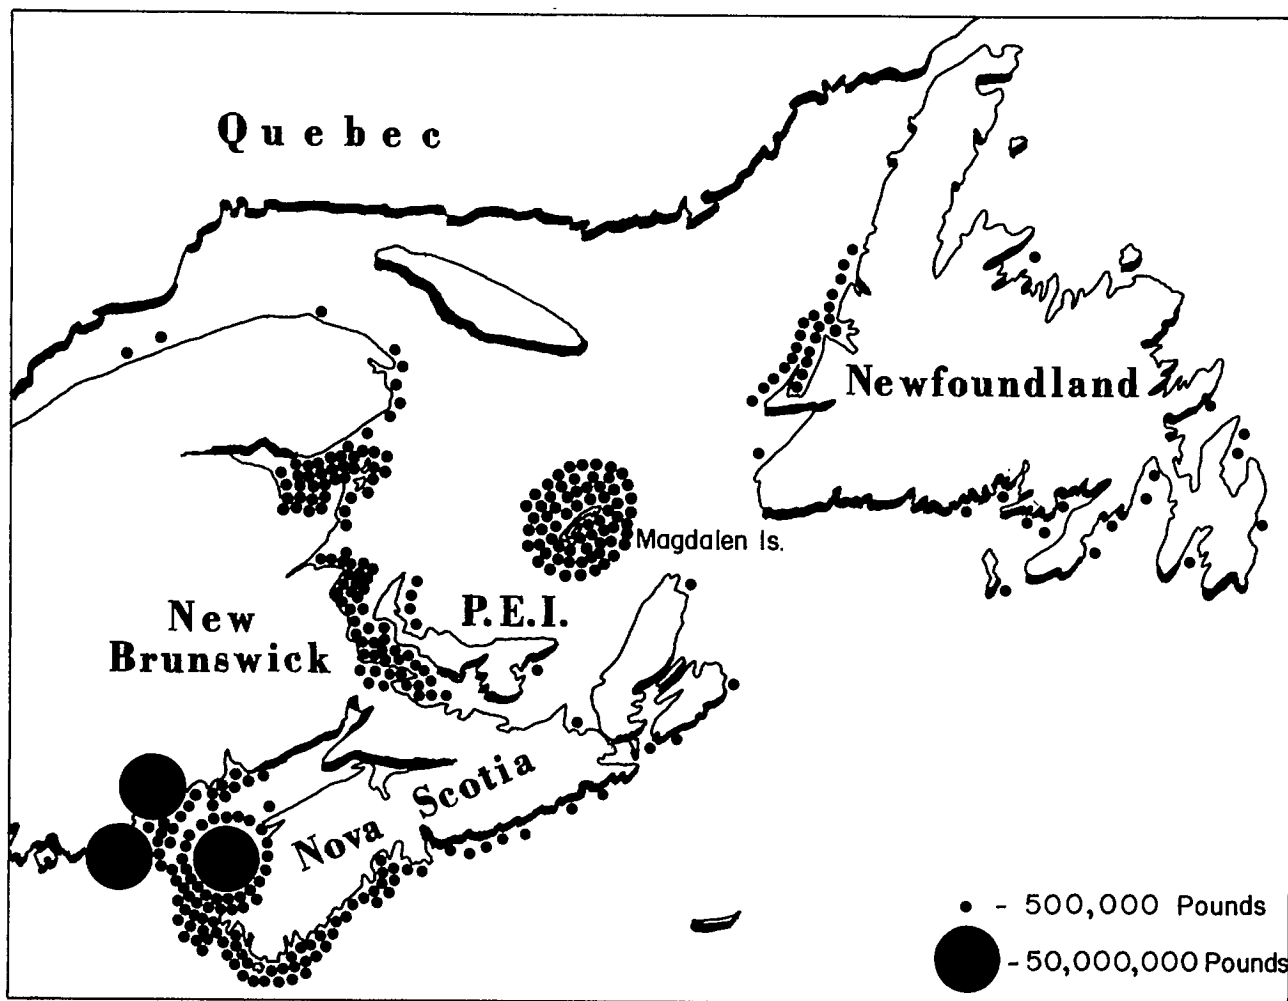 Quebec
Newfoundland
Magdalen Is.
P.E.I.
New
Brunswick
Nova Scotia
- 500,000 Pounds
- 50,000,000 Pounds